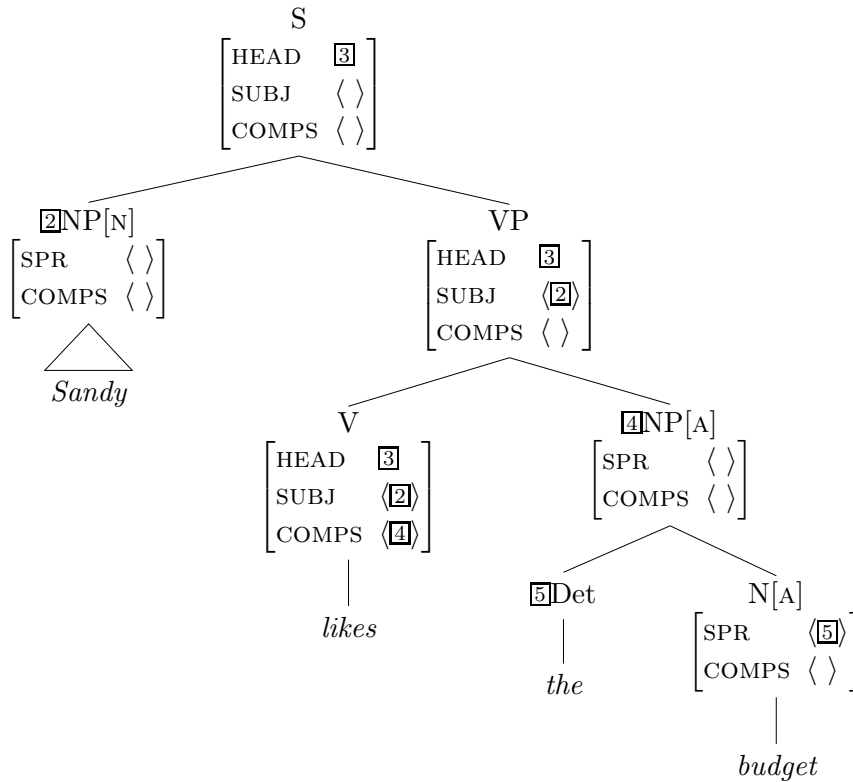 S
HEAD 3
SUBJ ⟨ ⟩
COMPS ⟨ ⟩
2NP[N]
SPR ⟨ ⟩
COMPS ⟨ ⟩
Sandy
VP
HEAD 3
SUBJ ⟨2⟩
COMPS ⟨ ⟩
V
HEAD 3
SUBJ ⟨2⟩
COMPS ⟨4⟩
likes
4NP[A]
SPR ⟨ ⟩
COMPS ⟨ ⟩
5Det
the
N[A]
SPR ⟨5⟩
COMPS ⟨ ⟩
budget